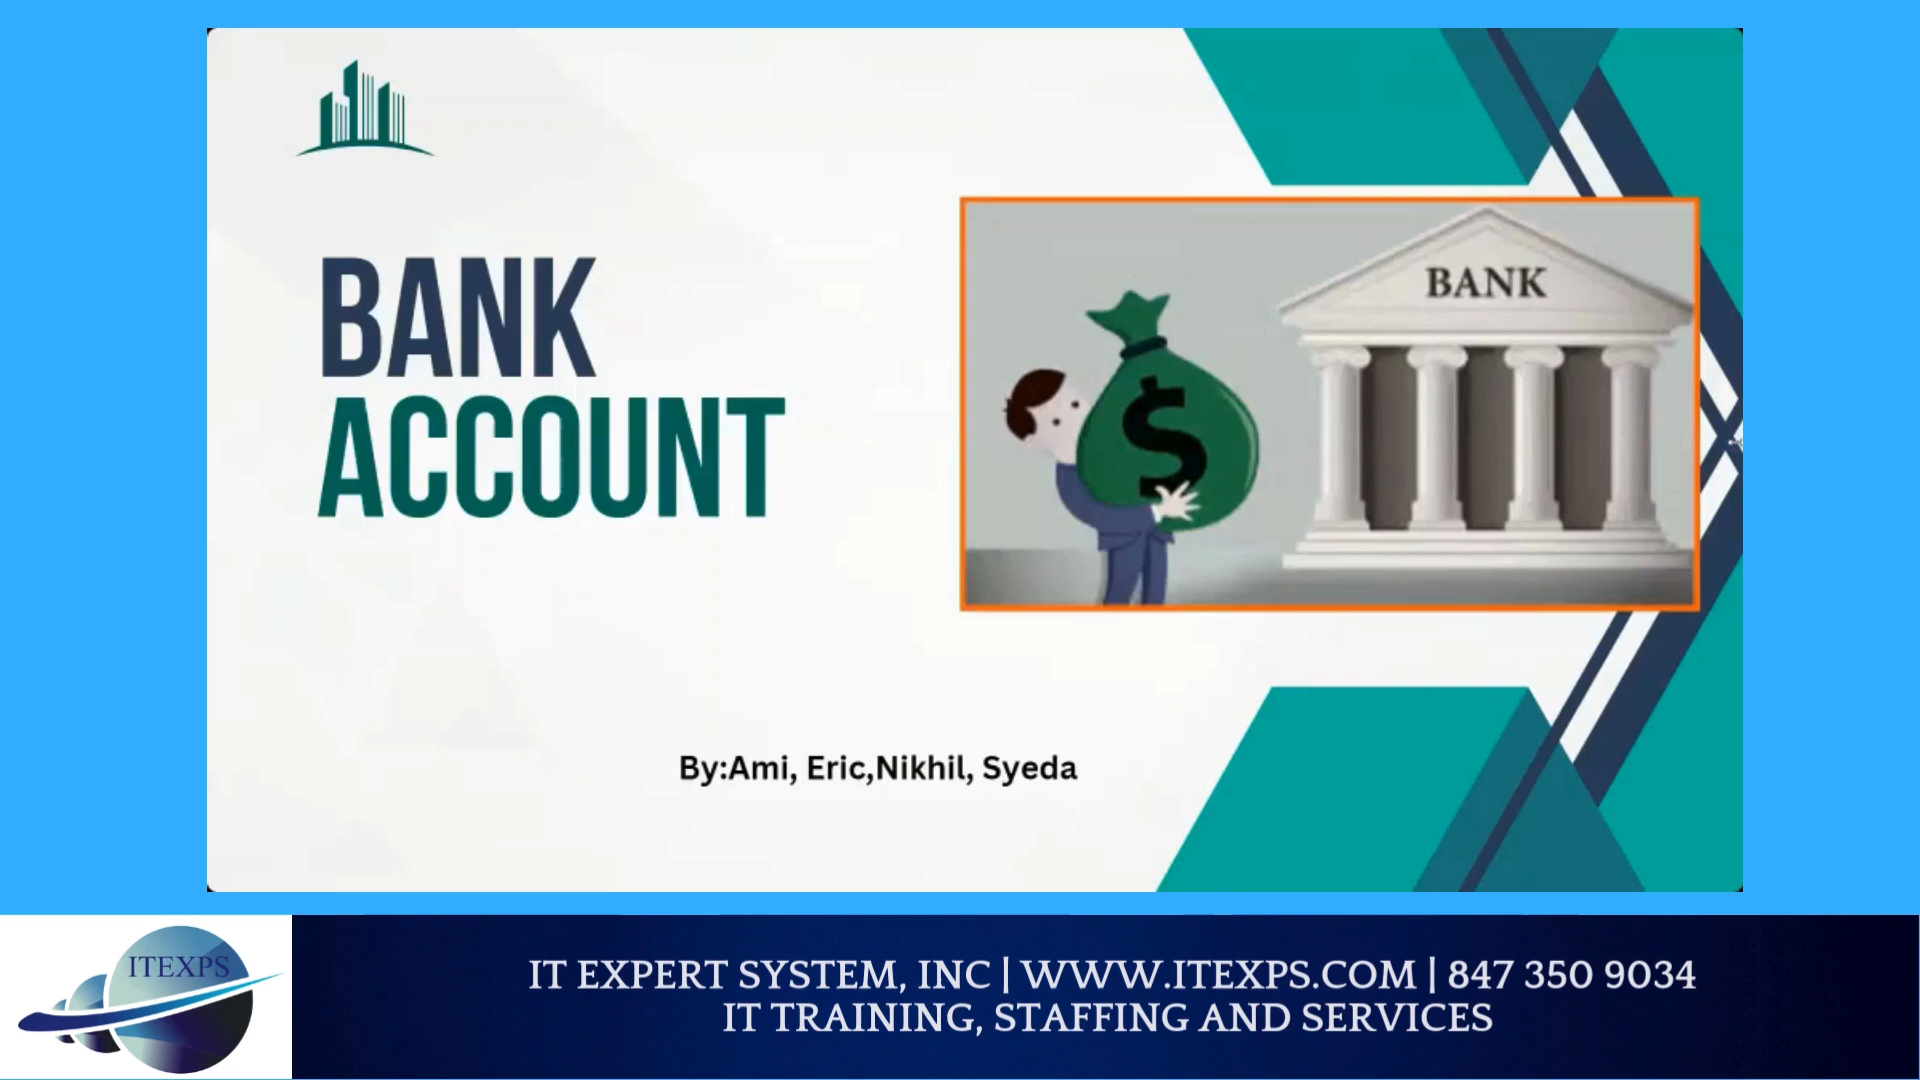 BANK
ACCOUNT
BANK
$
By:Ami, Eric,Nikhil, Syeda
ITEXPS
IT EXPERT SYSTEM, INC | WWW.ITEXPS.COM | 847 350 9034
IT TRAINING, STAFFING AND SERVICES